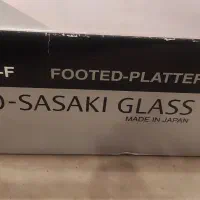 -F FOOTED-PLATTER
-SASAKI GLASS
MADE IN JAPAN